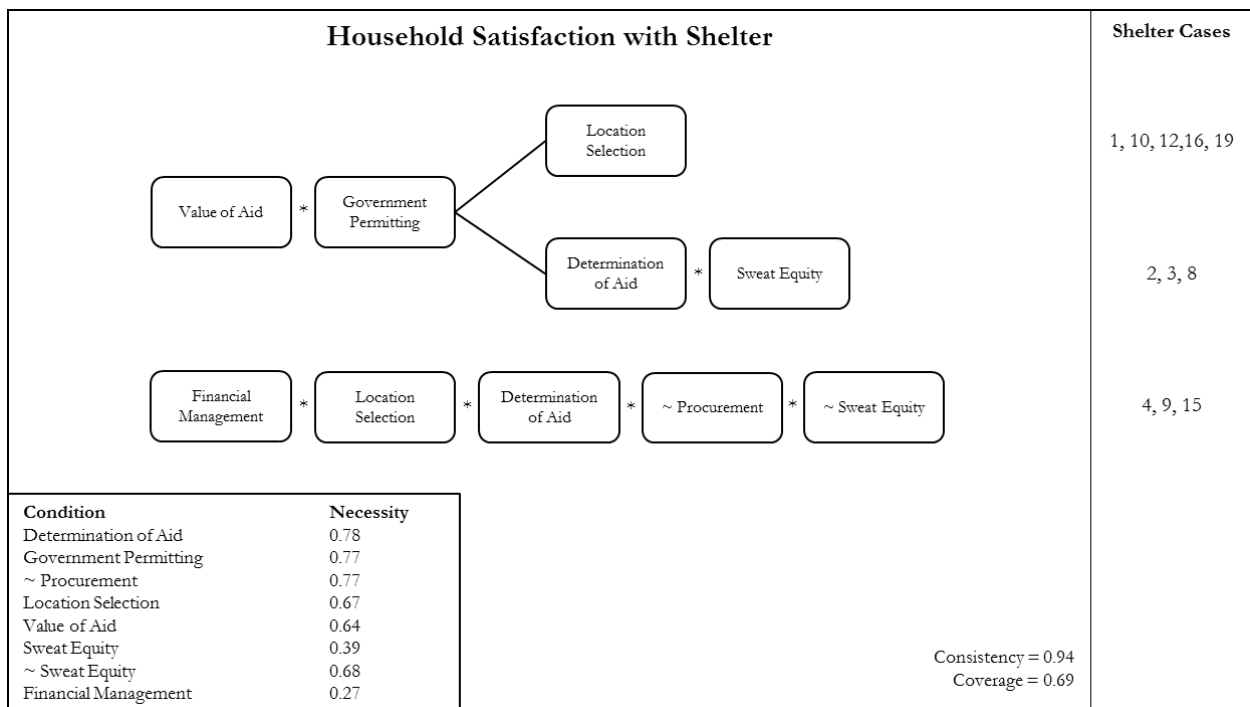 Household Satisfaction with Shelter
Shelter Cases
Location
Selection
1, 10, 12,16, 19
Value of Aid * Government
Permitting
Determination
of Aid * Sweat Equity
2, 3, 8
Financial
Management * Location
Selection * Determination
of Aid * ~ Procurement * ~ Sweat Equity
4, 9, 15
Condition Necessity
Determination of Aid 0.78
Government Permitting 0.77
~ Procurement 0.77
Location Selection 0.67
Value of Aid 0.64
Sweat Equity 0.39
~ Sweat Equity 0.68
Financial Management 0.27
Consistency = 0.94
Coverage = 0.69